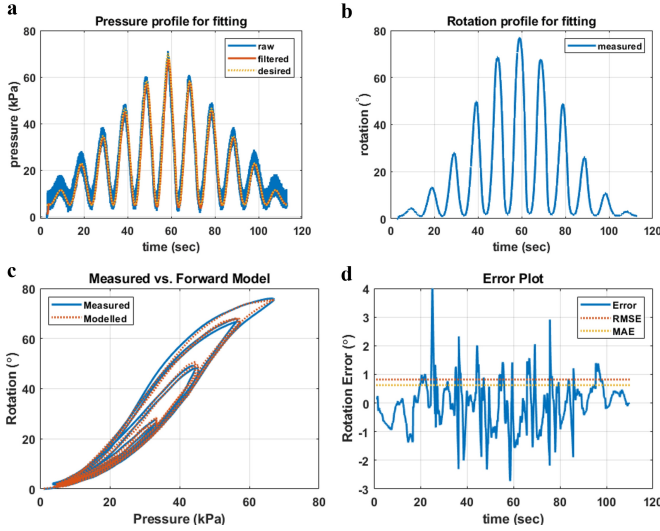 a
Pressure profile for fitting
80
60
40
20
0
0 20 40 60 80 100 120
pressure (kPa)
time (sec)
raw
filtered
desired
b
Rotation profile for fitting
80
60
40
20
0
0 20 40 60 80 100 120
rotation (°)
time (sec)
measured
c
Measured vs. Forward Model
80
60
40
20
0
0 20 40 60 80
Rotation (°)
Pressure (kPa)
Measured
Modelled
d
Error Plot
4
3
2
1
0
-1
-2
-3
0 20 40 60 80 100 120
Rotation Error (°)
time (sec)
Error
RMSE
MAE